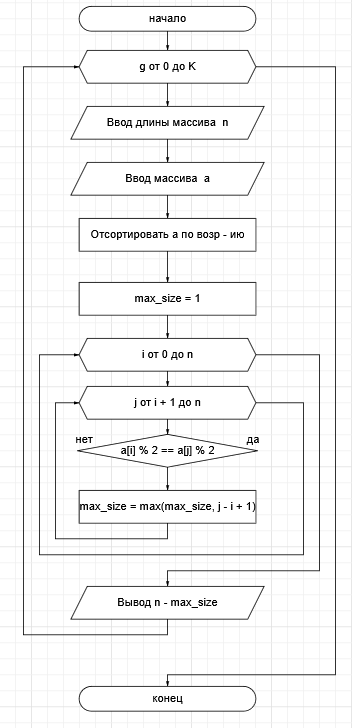 начало
g от 0 до K
Ввод длины массива n
Ввод массива a
Отсортировать a по возр - ию
max_size = 1
i от 0 до n
j от i + 1 до n
нет
да
a[i] % 2 == a[j] % 2
max_size = max(max_size, j - i + 1)
Вывод n - max_size
конец